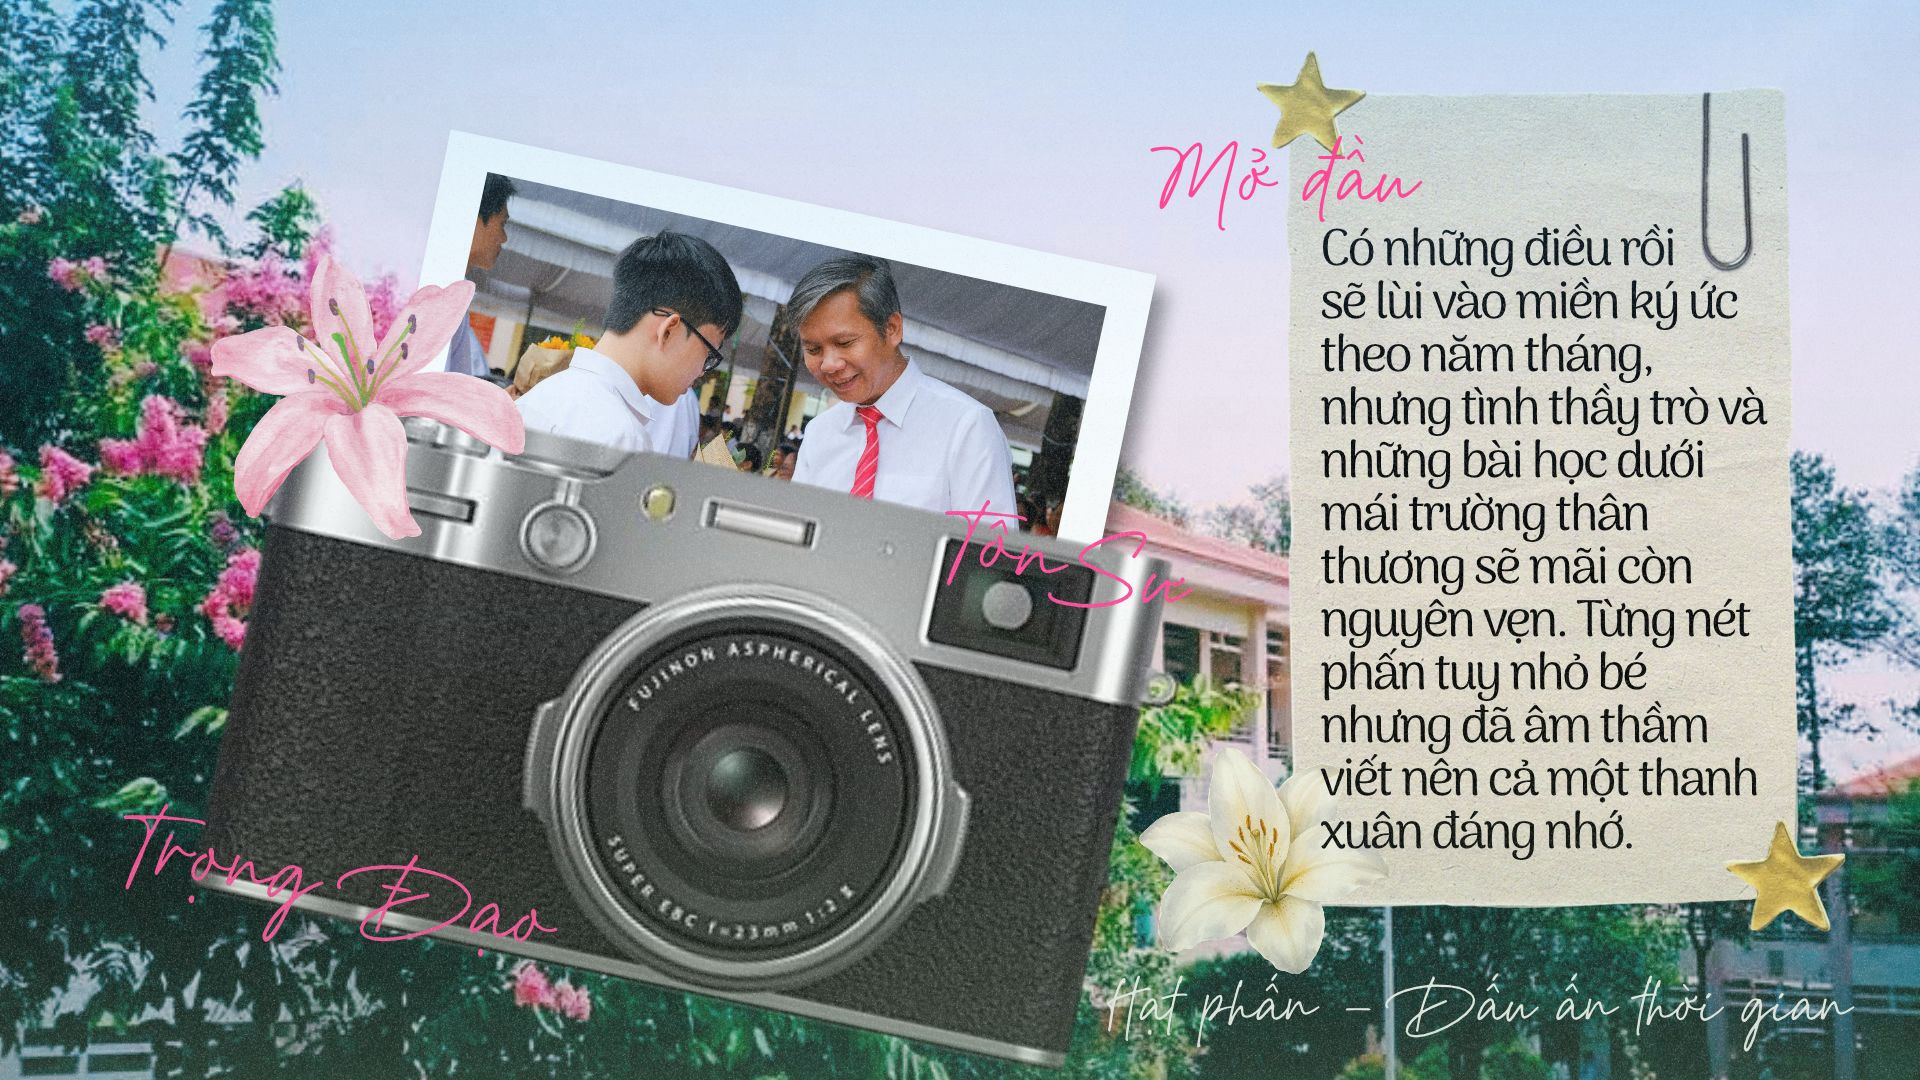 Mở đầu
Có những điều rồi
sẽ lùi vào miền ký ức
theo năm tháng,
nhưng tình thầy trò và
những bài học dưới
mái trường thân
thương sẽ mãi còn
nguyên vẹn. Từng nét
phấn tuy nhỏ bé
nhưng đã âm thầm
viết nên cả một thanh
xuân đáng nhớ.
Tôn Sư
FUJINON ASPHERICAL LENS
SUPER EBC f=23mm 1:2 II
Trọng Đạo
Hạt phấn – Dấu ấn thời gian